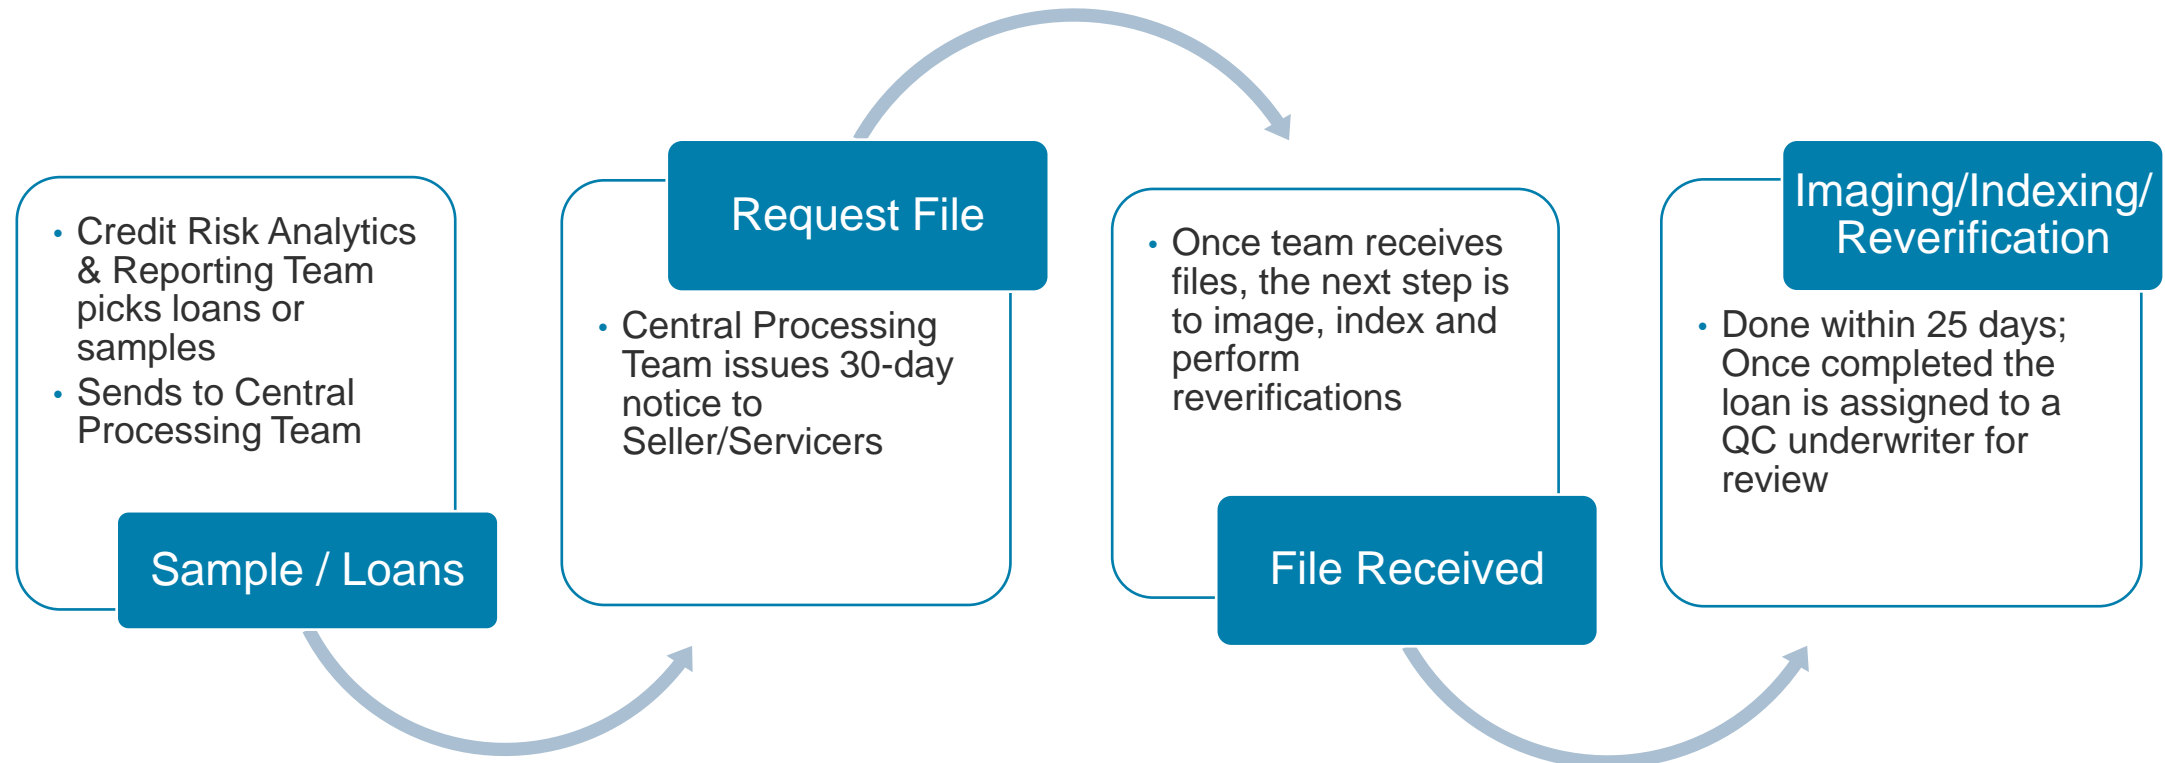 • Credit Risk Analytics
& Reporting Team
picks loans or
samples
• Sends to Central
Processing Team
Sample / Loans
Request File
• Central Processing
Team issues 30-day
notice to
Seller/Servicers
• Once team receives
files, the next step is
to image, index and
perform
reverifications
File Received
Imaging/Indexing/
Reverification
• Done within 25 days;
Once completed the
loan is assigned to a
QC underwriter for
review